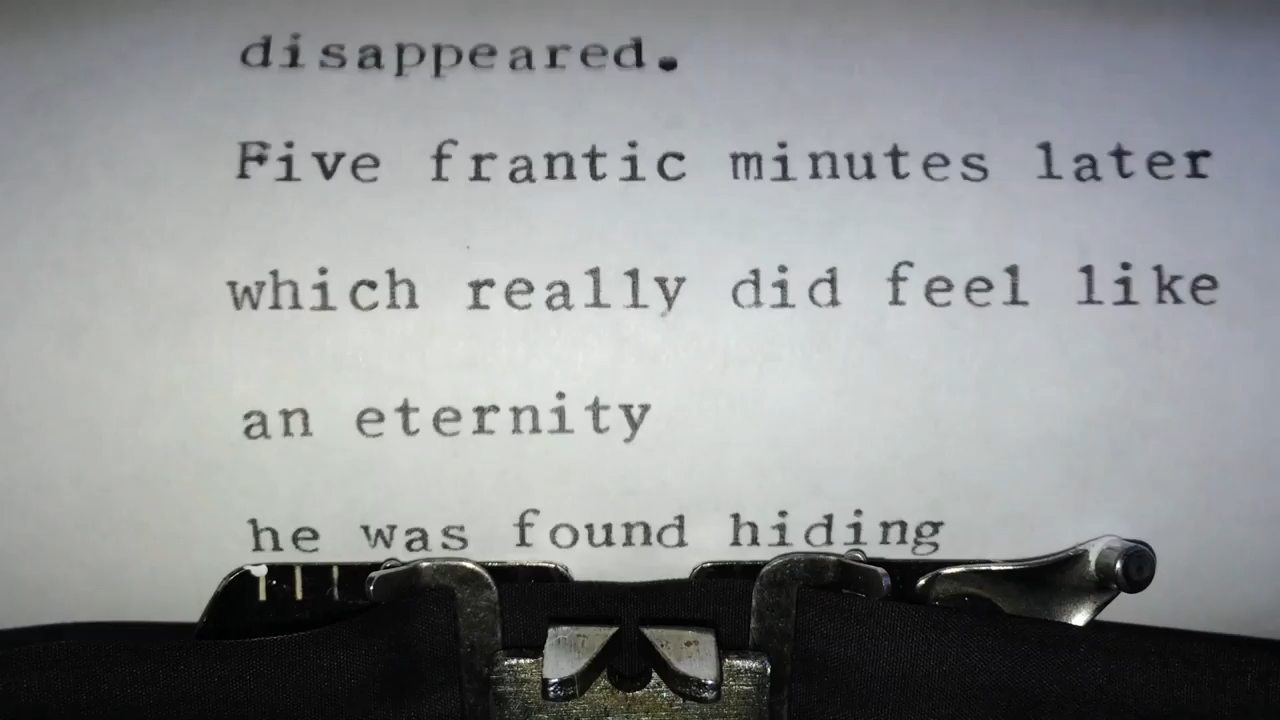 disappeared.
Five frantic minutes later
which really did feel like
an eternity
he was found hiding